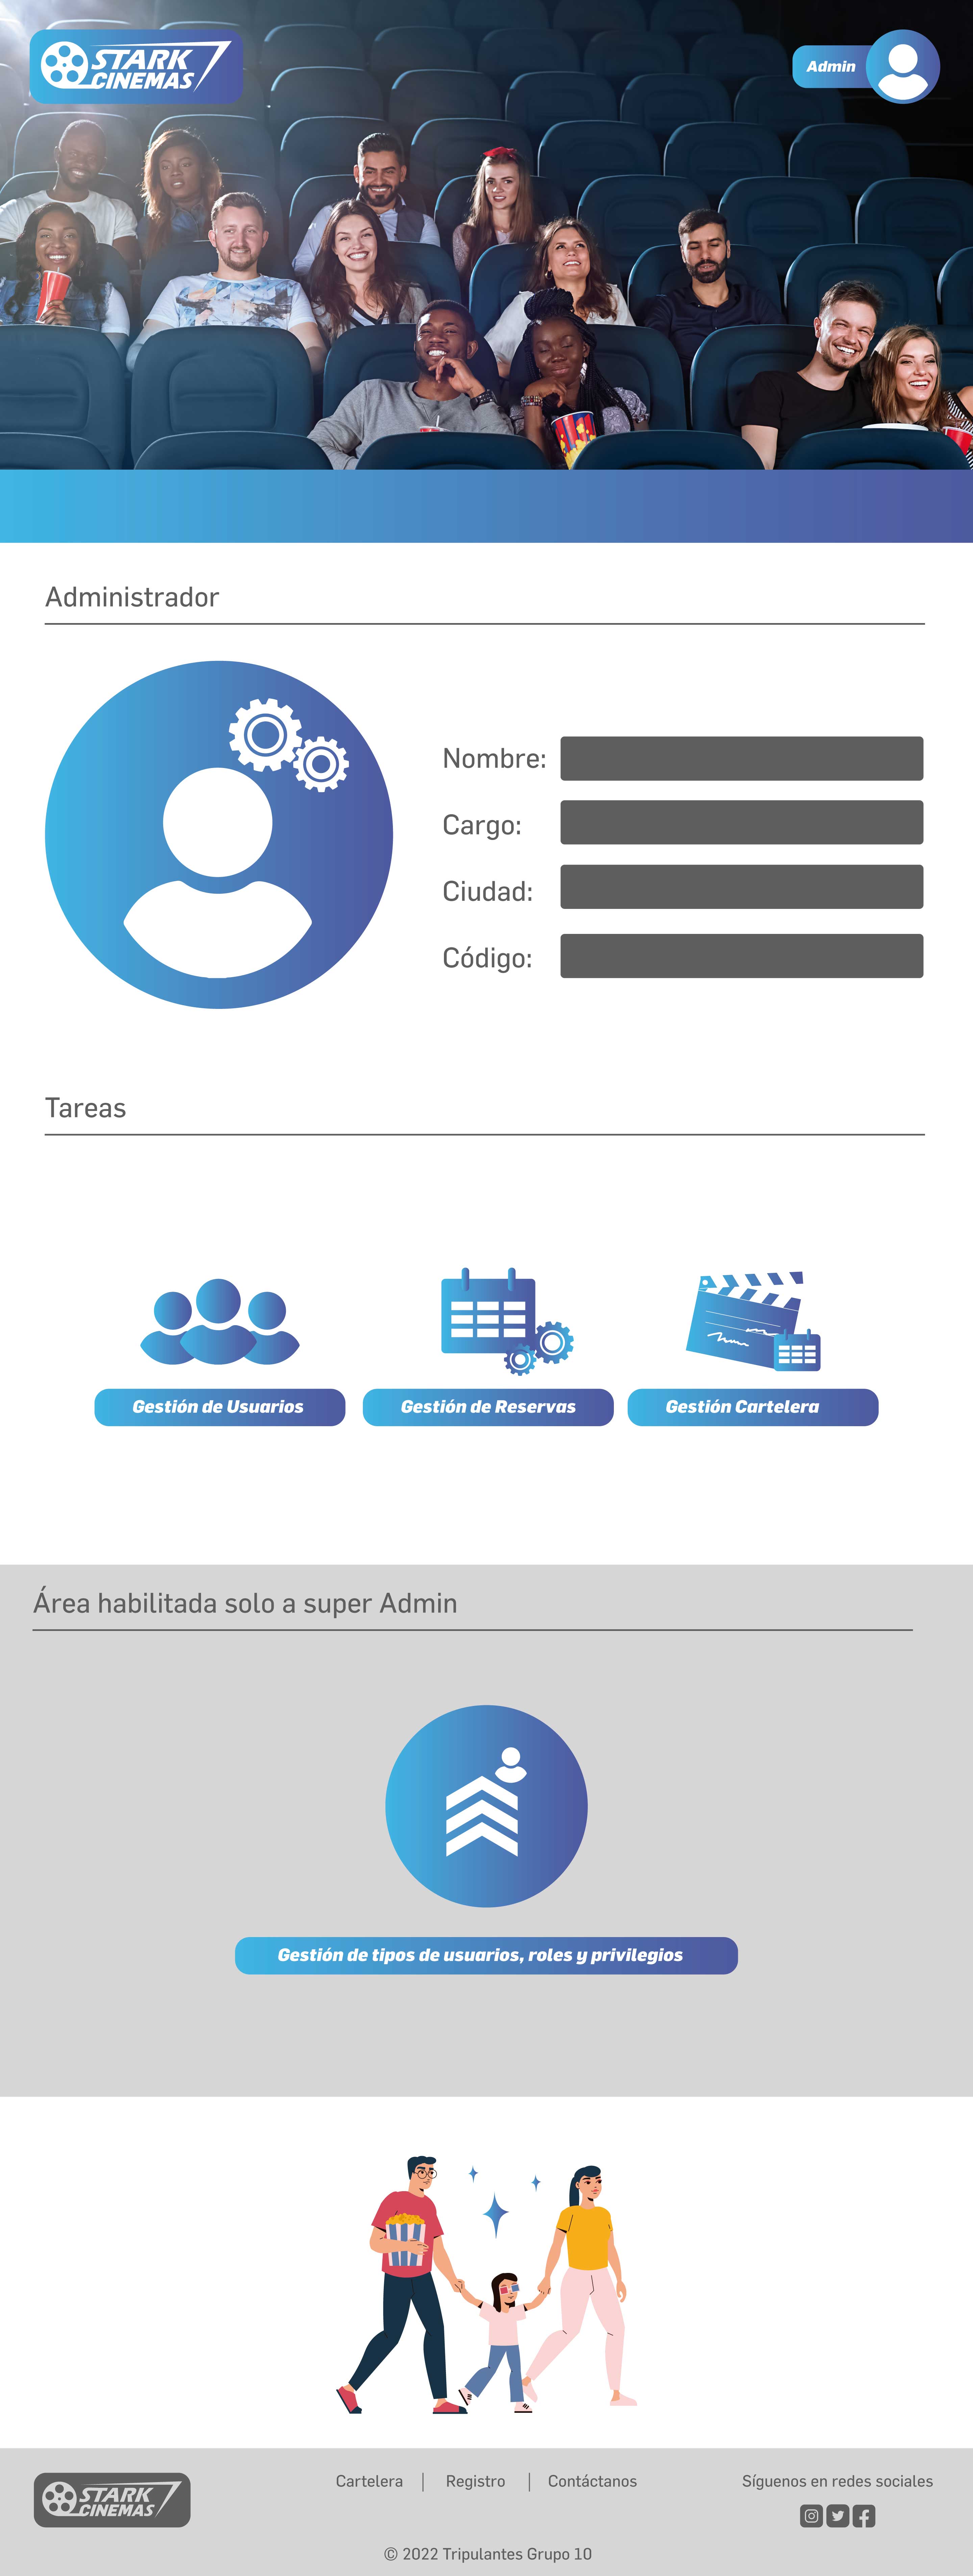 STARK
CINEMAS
Admin
Administrador
Nombre:
Cargo:
Ciudad:
Código:
Tareas
Gestión de Usuarios
Gestión de Reservas
Gestión Cartelera
Área habilitada solo a super Admin
Gestión de tipos de usuarios, roles y privilegios
STARK
CINEMAS
Cartelera | Registro | Contáctanos
Síguenos en redes sociales
© 2022 Tripulantes Grupo 10